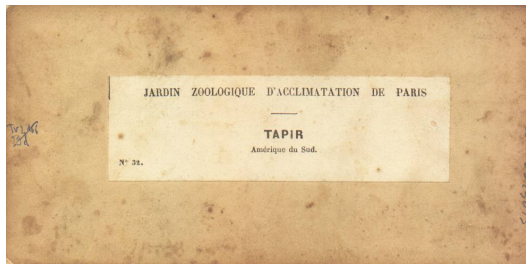 JARDIN ZOOLOGIQUE D'ACCLIMATATION DE PARIS
TAPIR
Amérique du Sud.
N° 32.